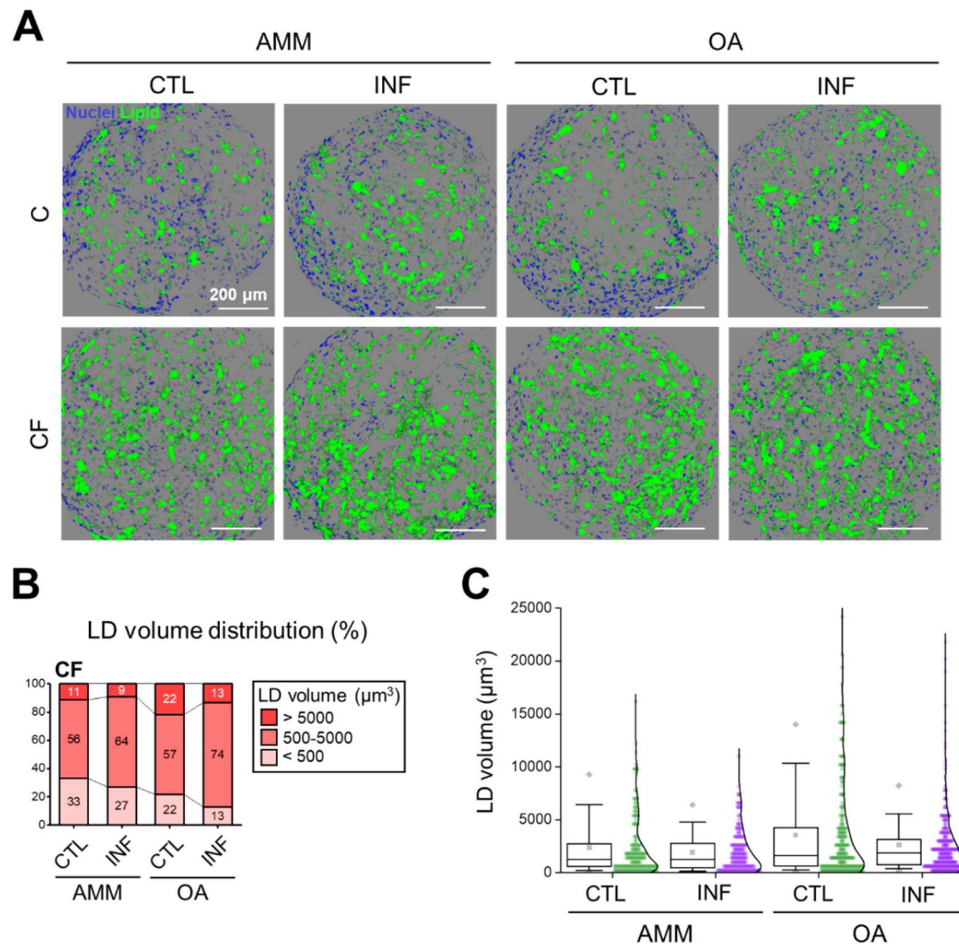 A
AMM OA
CTL INF CTL INF
Nuclei Lipid
C
200 μm
CF
B
LD volume distribution (%)
CF
100
80
60
40
20
0
11 9 22 13
56 64 57 74
33 27 22 13
CTL INF CTL INF
AMM OA
LD volume (μm³)
> 5000
500-5000
< 500
C
LD volume (μm³)
25000
20000
15000
10000
5000
0
CTL INF CTL INF
AMM OA